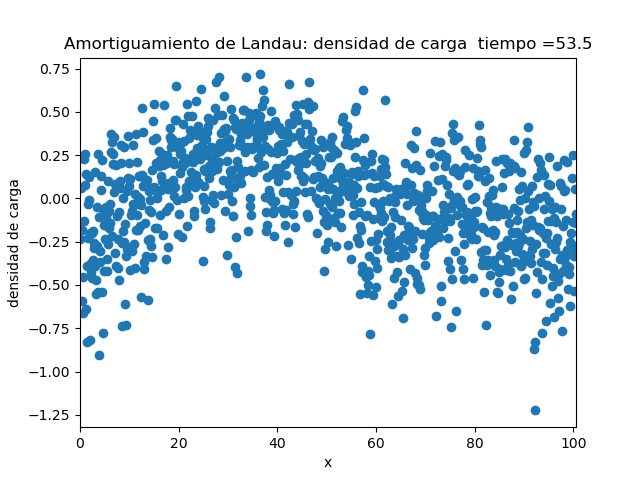 Amortiguamiento de Landau: densidad de carga  tiempo =53.5
densidad de carga
0.75
0.50
0.25
0.00
−0.25
−0.50
−0.75
−1.00
−1.25
0 20 40 60 80 100
x